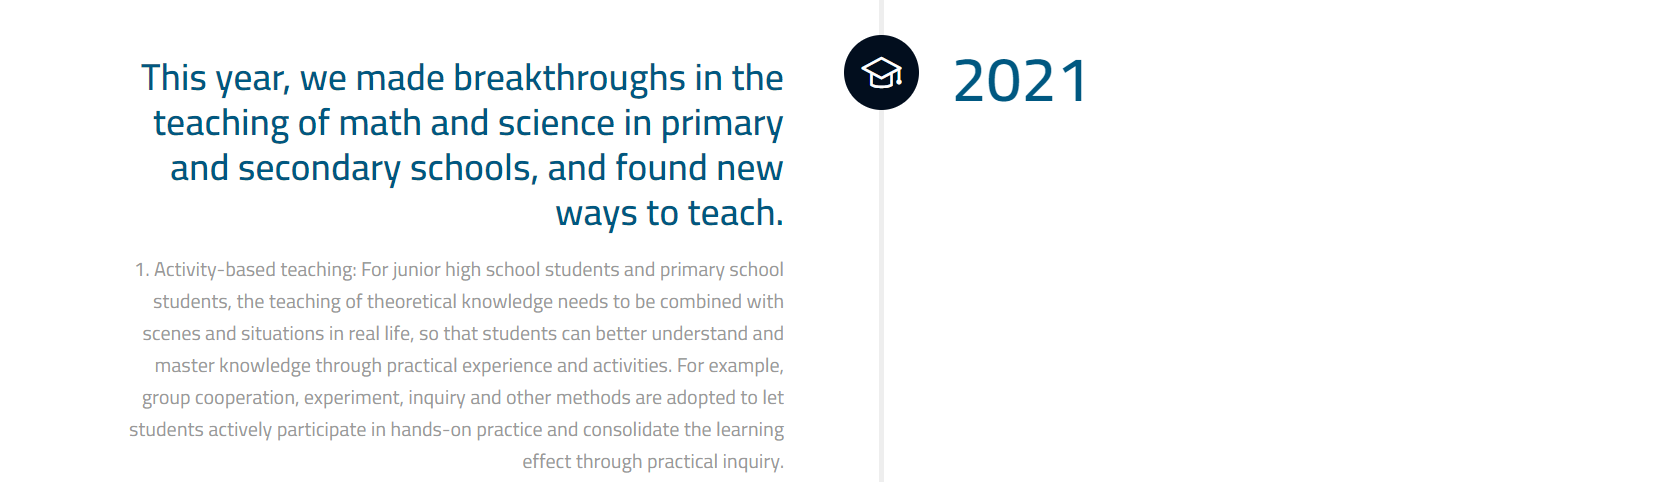 This year, we made breakthroughs in the
teaching of math and science in primary
and secondary schools, and found new
ways to teach.
1. Activity-based teaching: For junior high school students and primary school
students, the teaching of theoretical knowledge needs to be combined with
scenes and situations in real life, so that students can better understand and
master knowledge through practical experience and activities. For example,
group cooperation, experiment, inquiry and other methods are adopted to let
students actively participate in hands-on practice and consolidate the learning
effect through practical inquiry.
2021